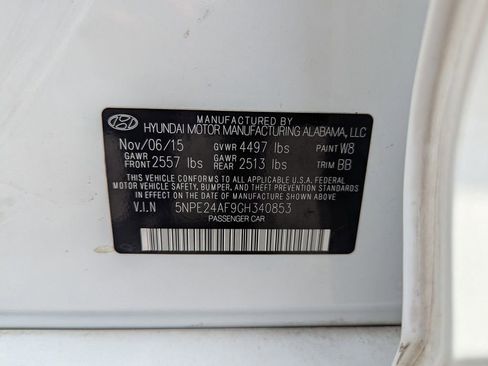 MANUFACTURED BY
HYUNDAI MOTOR MANUFACTURING ALABAMA, LLC
Nov/06/15 GVWR 4497 lbs PAINT W8
GAWR FRONT 2557 lbs GAWR REAR 2513 lbs TRIM BB
THIS VEHICLE CONFORMS TO ALL APPLICABLE U.S.A. FEDERAL
MOTOR VEHICLE SAFETY, BUMPER, AND THEFT PREVENTION STANDARDS
IN EFFECT ON THE DATE OF MANUFACTURE SHOWN ABOVE.
V.I.N 5NPE24AF9GH340853
PASSENGER CAR